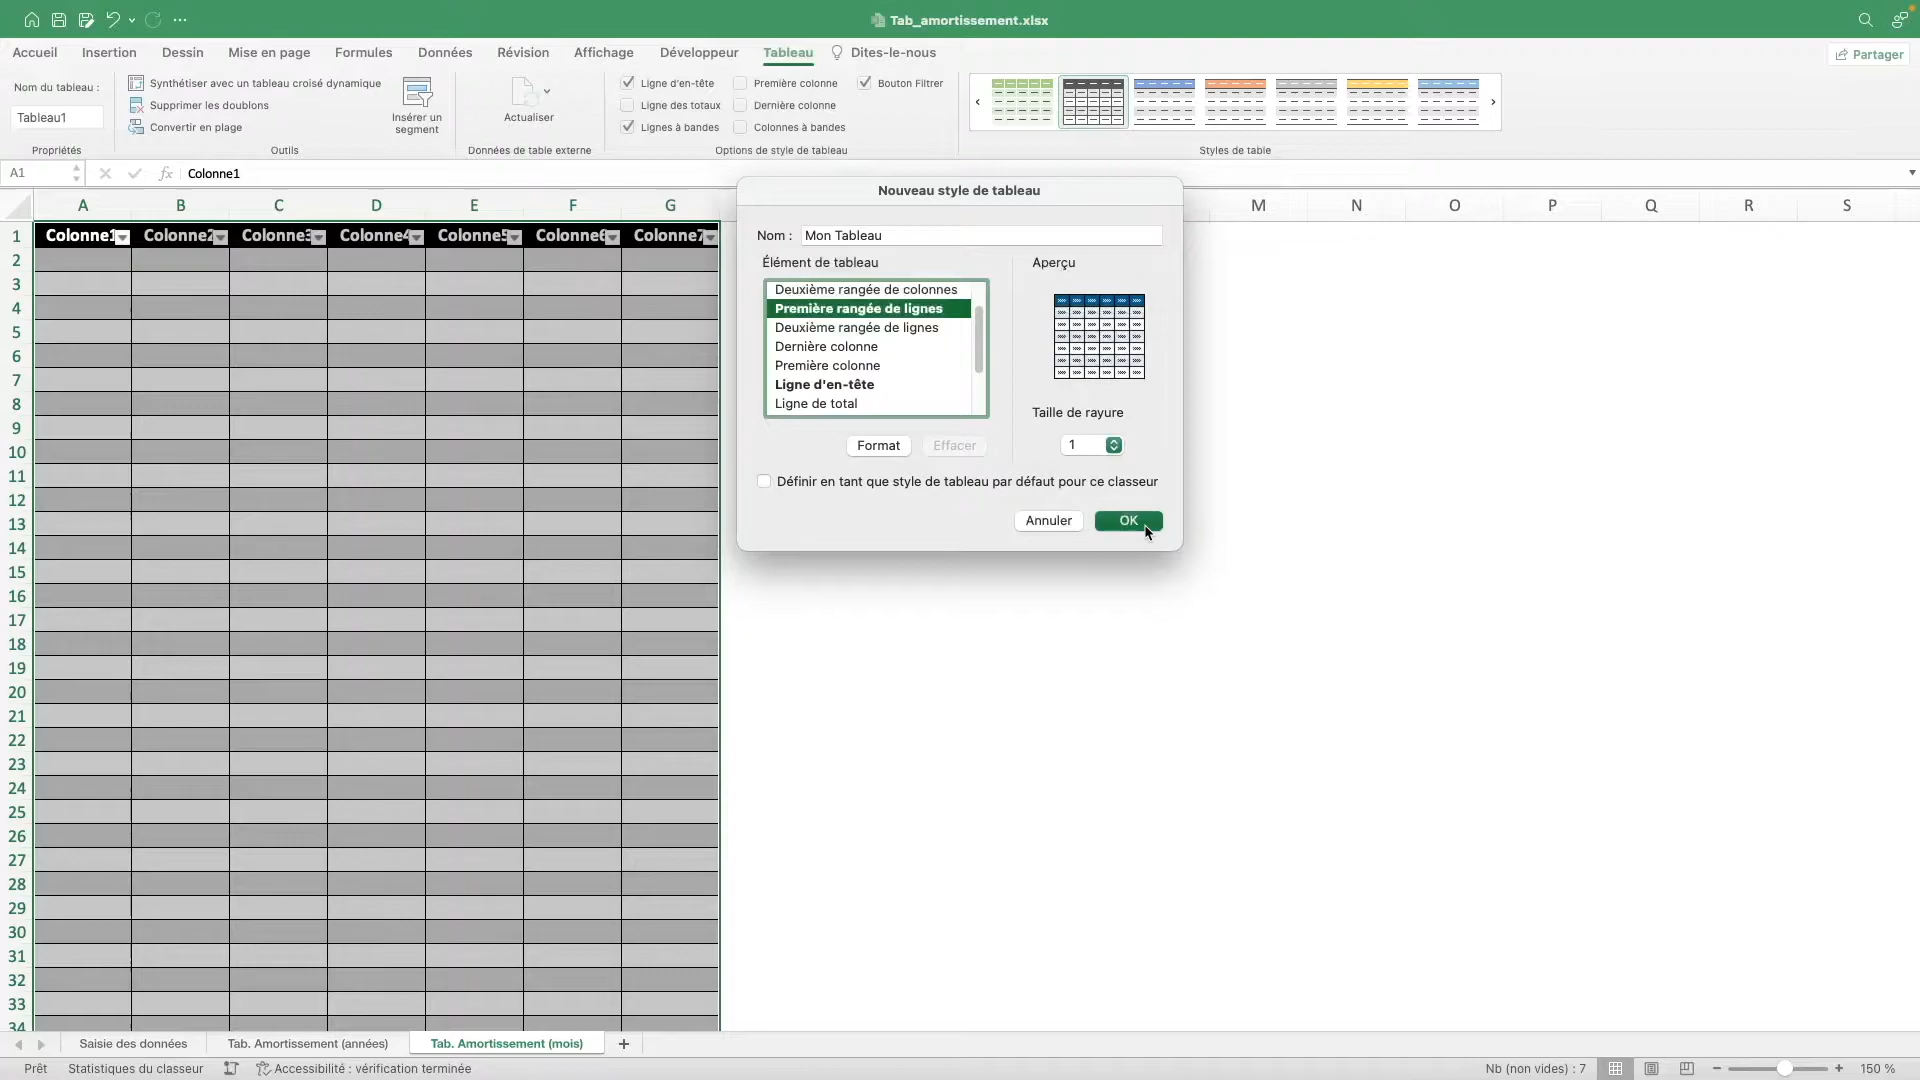 Tab_amortissement.xlsx
Accueil Insertion Dessin Mise en page Formules Données Révision Affichage Développeur Tableau Dites-le-nous Partager
Nom du tableau :
Tableau1
Propriétés
Synthétiser avec un tableau croisé dynamique
Supprimer les doublons
Convertir en plage
Outils
Insérer un
segment
Actualiser
Données de table externe
Ligne d'en-tête Première colonne Bouton Filtrer
Ligne des totaux Dernière colonne
Lignes à bandes Colonnes à bandes
Options de style de tableau
Styles de table
A1 fx Colonne1
A B C D E F G M N O P Q R S
1 Colonne1 Colonne2 Colonne3 Colonne4 Colonne5 Colonne6 Colonne7
2
3
4
5
6
7
8
9
10
11
12
13
14
15
16
17
18
19
20
21
22
23
24
25
26
27
28
29
30
31
32
33
34
Nouveau style de tableau
Nom : Mon Tableau
Élément de tableau
Deuxième rangée de colonnes
Première rangée de lignes
Deuxième rangée de lignes
Dernière colonne
Première colonne
Ligne d'en-tête
Ligne de total
Format Effacer
Aperçu
Taille de rayure
1
Définir en tant que style de tableau par défaut pour ce classeur
Annuler OK
Saisie des données Tab. Amortissement (années) Tab. Amortissement (mois) +
Prêt Statistiques du classeur Accessibilité : vérification terminée Nb (non vides) : 7 150 %